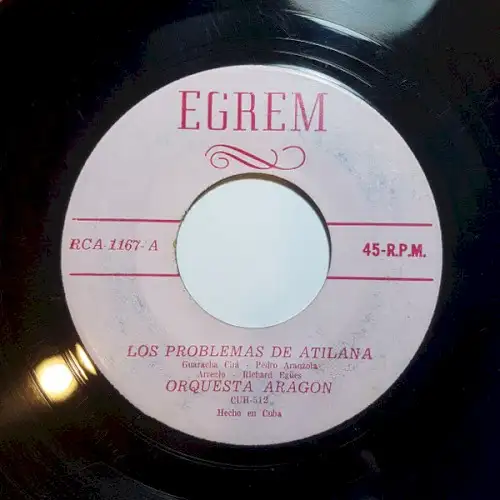 EGREM
RCA-1167-A
45-R.P.M.
LOS PROBLEMAS DE ATILANA
Guaracha Chá - Pedro Aranzola
Arreglo - Richard Egües
ORQUESTA ARAGON
CUB-512
Hecho en Cuba